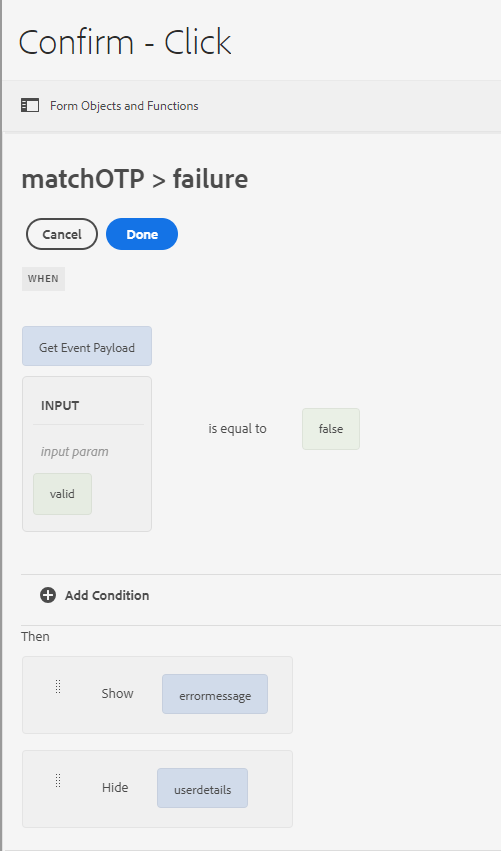 Confirm - Click
Form Objects and Functions
matchOTP > failure
Cancel
Done
WHEN
Get Event Payload
INPUT
input param
valid
is equal to
false
Add Condition
Then
Show
errormessage
Hide
userdetails